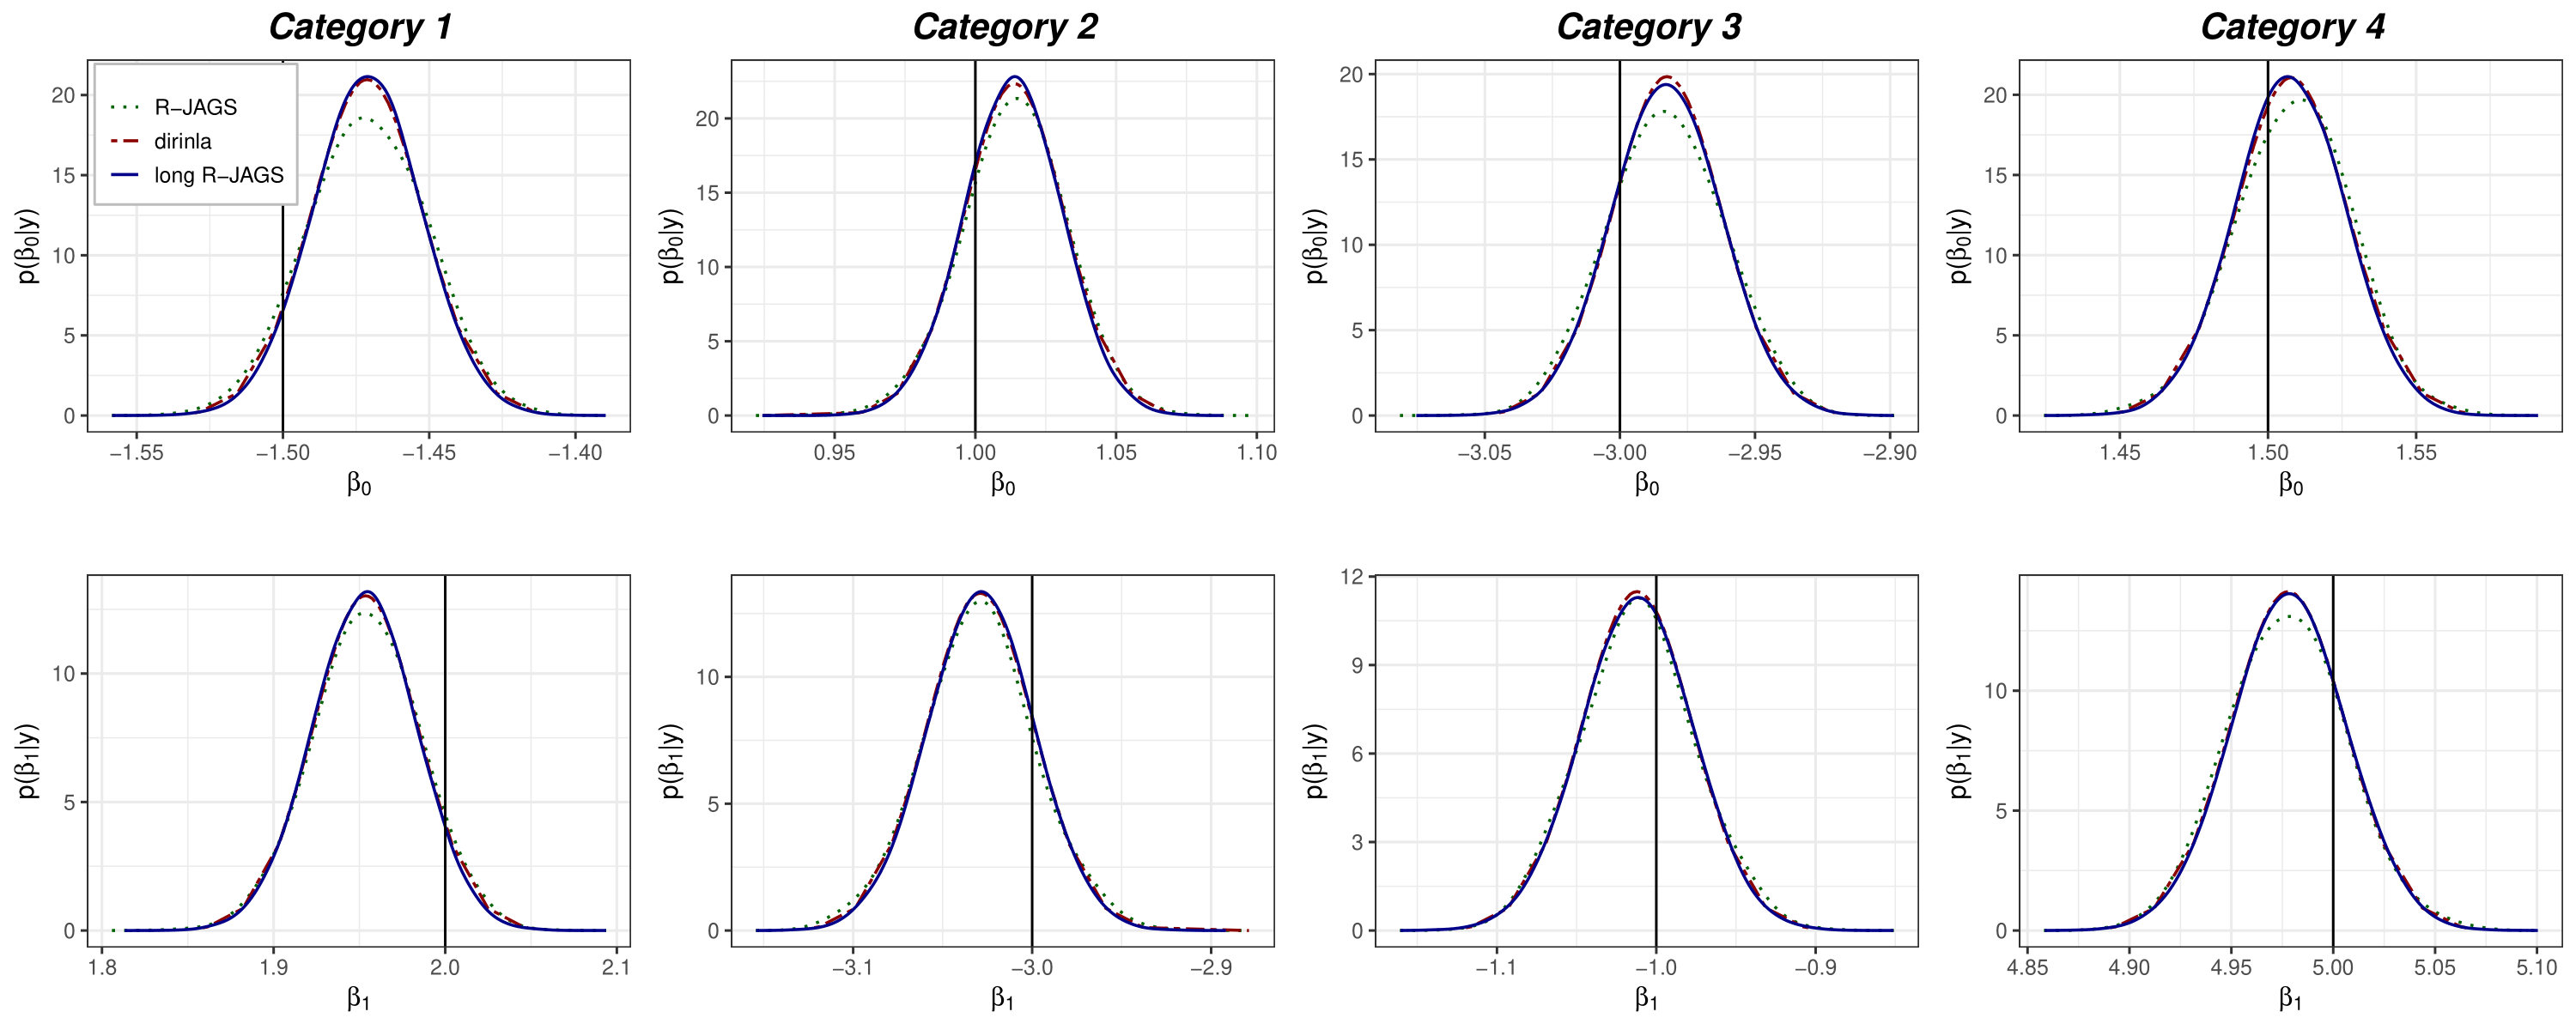 Category 1 Category 2 Category 3 Category 4
R−JAGS
dirinla
long R−JAGS
p(β₀|y)
20
15
10
5
0
−1.55 −1.50 −1.45 −1.40
β₀
p(β₀|y)
20
15
10
5
0
0.95 1.00 1.05 1.10
β₀
p(β₀|y)
20
15
10
5
0
−3.05 −3.00 −2.95 −2.90
β₀
p(β₀|y)
20
15
10
5
0
1.45 1.50 1.55
β₀
p(β₁|y)
10
5
0
1.8 1.9 2.0 2.1
β₁
p(β₁|y)
10
5
0
−3.1 −3.0 −2.9
β₁
p(β₁|y)
12
9
6
3
0
−1.1 −1.0 −0.9
β₁
p(β₁|y)
10
5
0
4.85 4.90 4.95 5.00 5.05 5.10
β₁